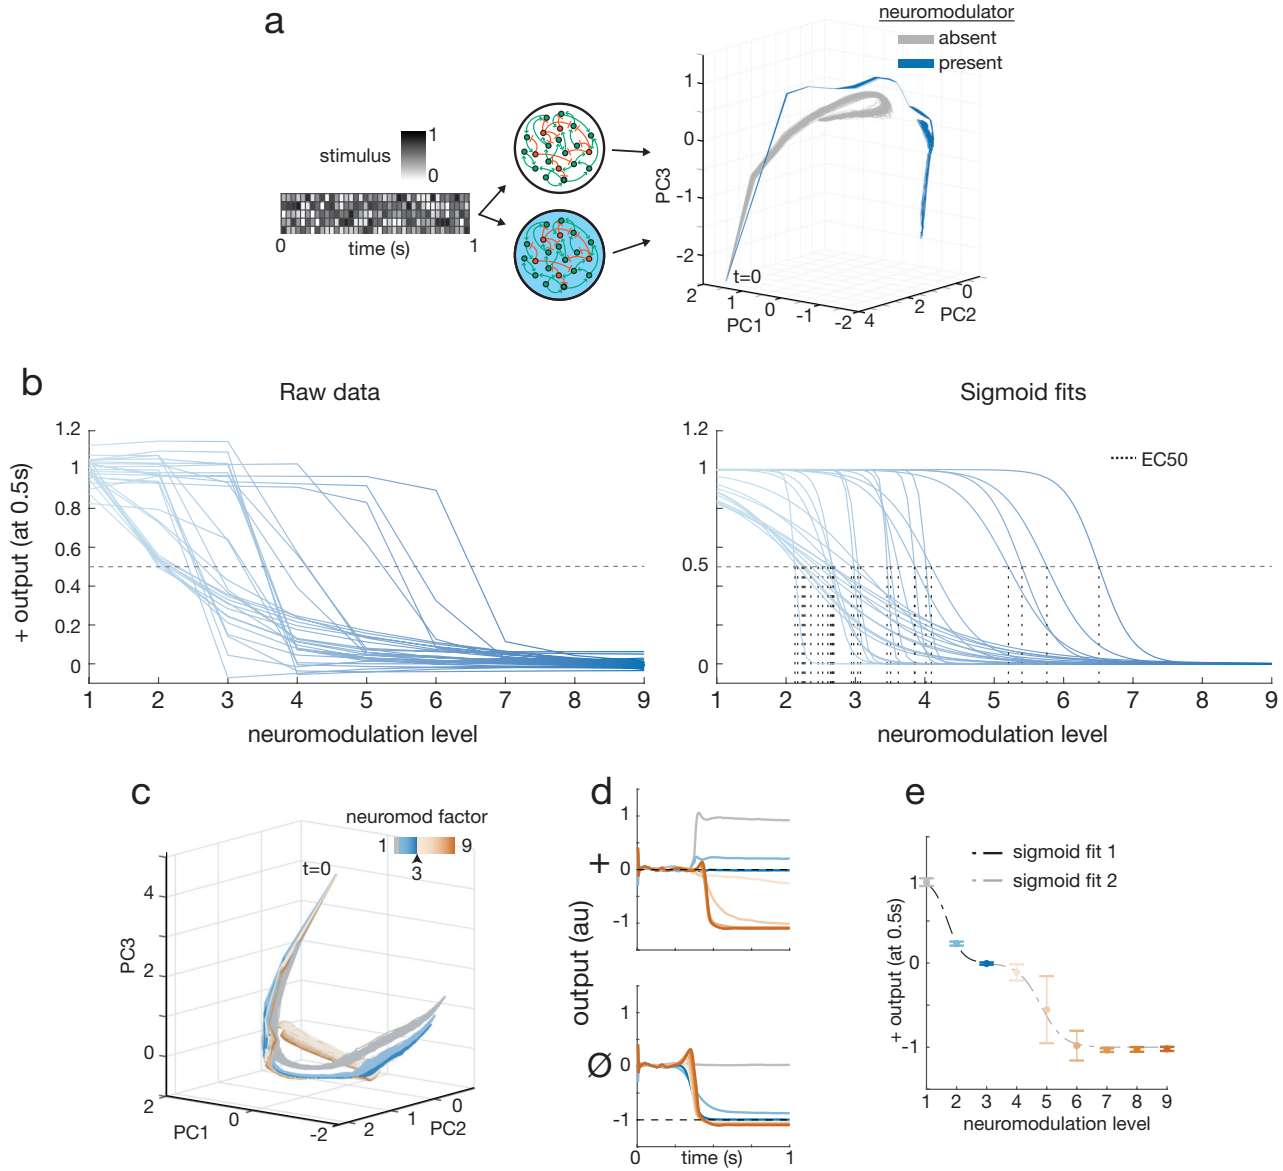 a
neuromodulator
absent
present
stimulus
1
0
0
time (s)
1
1
0
-1
-2
PC3
t=0
2
1
0
-1
-2
PC1
4
2
0
PC2
b
Raw data
Sigmoid fits
+ output (at 0.5s)
1.2
1
0.8
0.6
0.4
0.2
0
1 2 3 4 5 6 7 8 9
neuromodulation level
1.2
1
0.5
0
EC50
1 2 3 4 5 6 7 8 9
neuromodulation level
c
neuromod factor
1
9
3
t=0
PC3
4
2
0
2
0
-2
PC1
2
1
0
PC2
d
+
1
0
-1
output (au)
Ø
1
0
-1
0
time (s)
1
e
sigmoid fit 1
sigmoid fit 2
+ output (at 0.5s)
1
0
-1
1 2 3 4 5 6 7 8 9
neuromodulation level